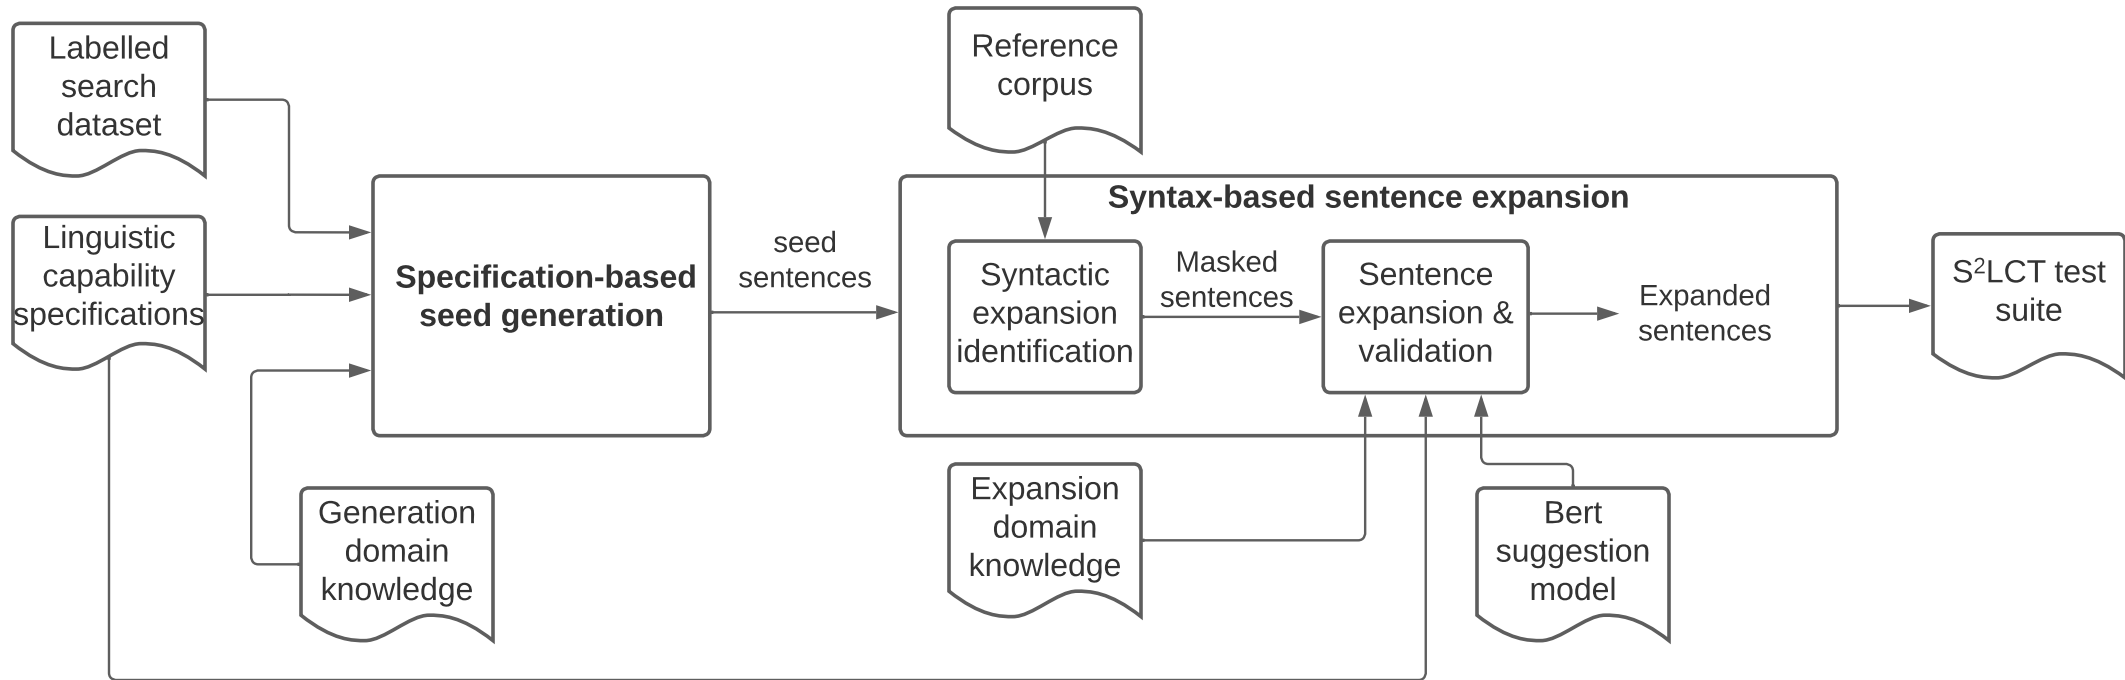 Labelled
search
dataset
Linguistic
capability
specifications
Generation
domain
knowledge
Specification-based
seed generation
seed
sentences
Reference
corpus
Syntax-based sentence expansion
Syntactic
expansion
identification
Masked
sentences
Sentence
expansion &
validation
Expanded
sentences
Expansion
domain
knowledge
Bert
suggestion
model
S²LCT test
suite